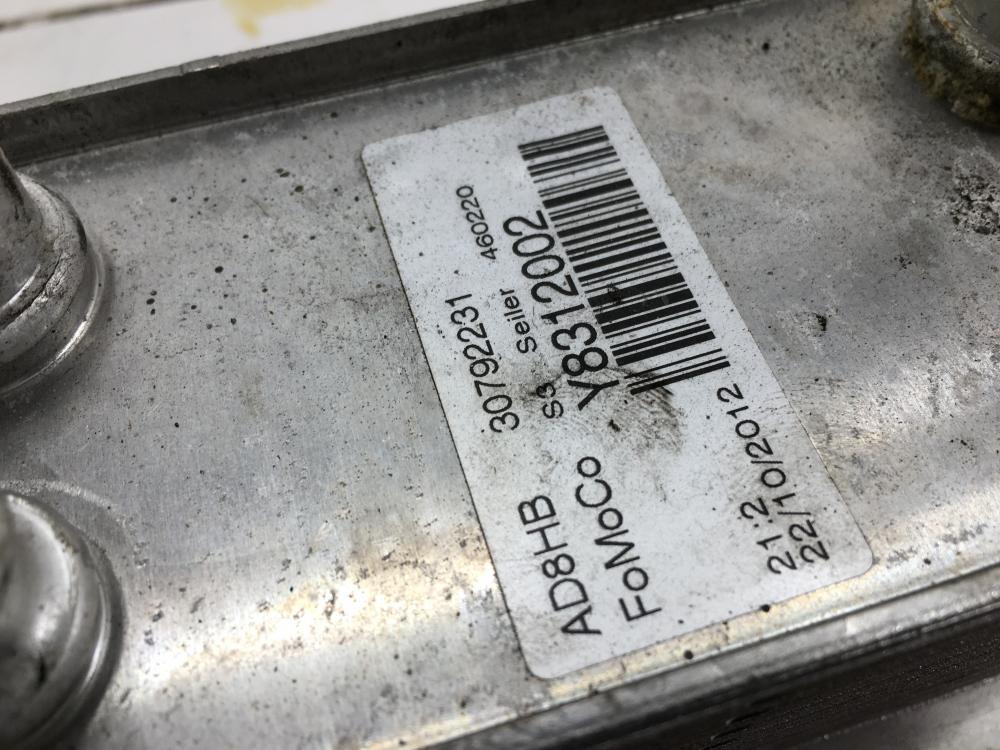 AD8HB 30792231
S3 Seiler 460220
FoMoCo Y8312002
21:2
22/10/2012